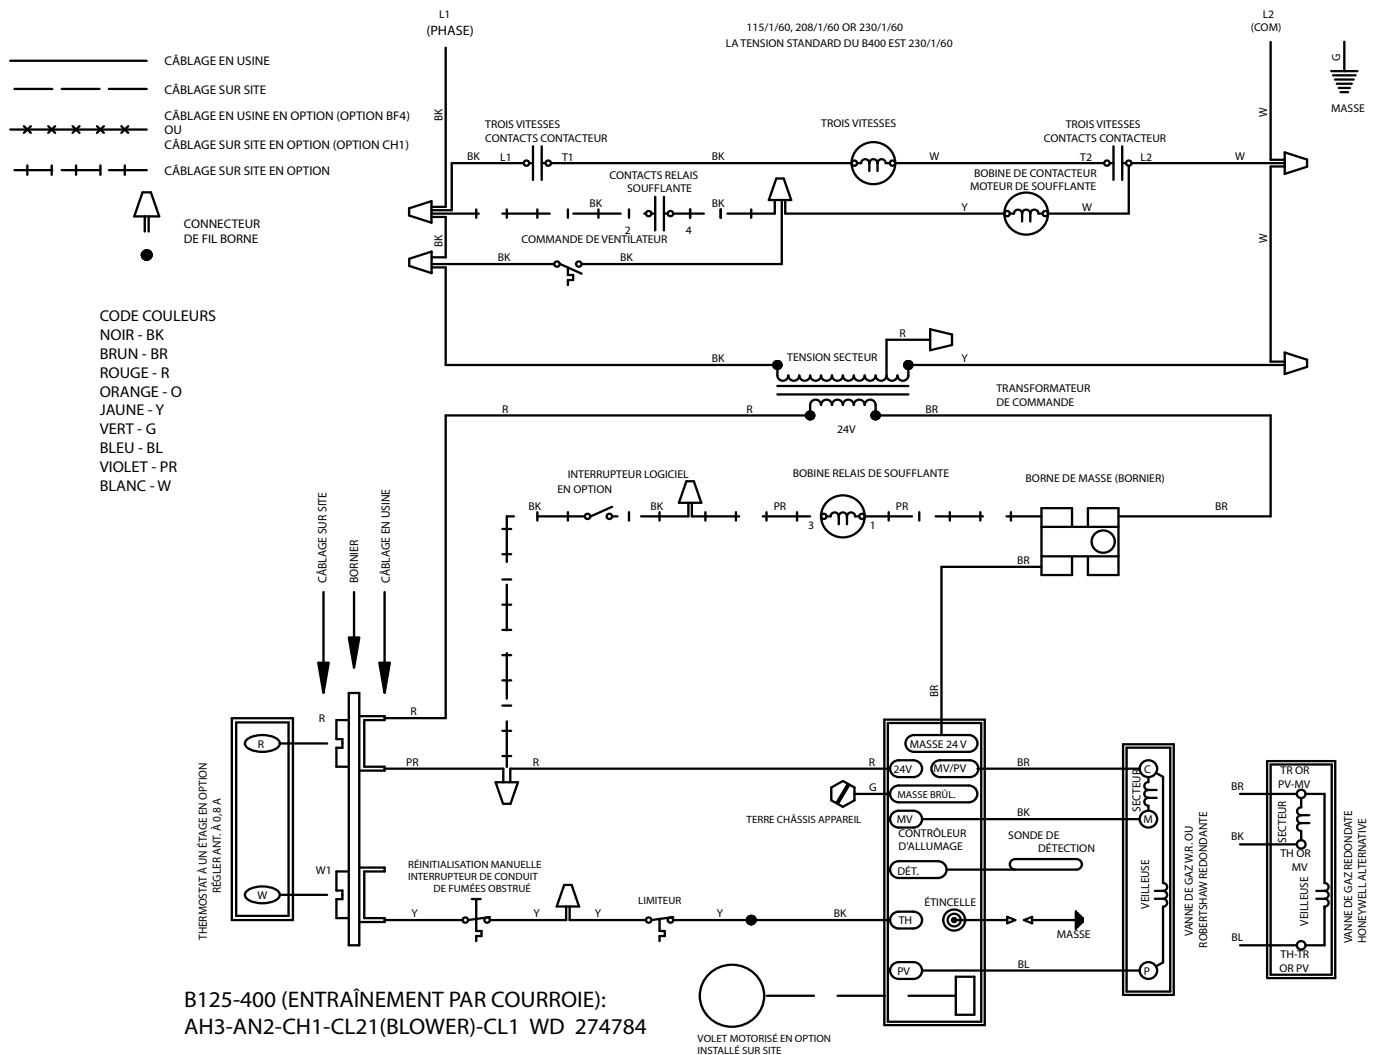 L1
(PHASE)
115/1/60, 208/1/60 OR 230/1/60
LA TENSION STANDARD DU B400 EST 230/1/60
L2
(COM)
G
MASSE
CÂBLAGE EN USINE
CÂBLAGE SUR SITE
CÂBLAGE EN USINE EN OPTION (OPTION BF4)
OU
CÂBLAGE SUR SITE EN OPTION (OPTION CH1)
CÂBLAGE SUR SITE EN OPTION
CONNECTEUR
DE FIL BORNE
CODE COULEURS
NOIR - BK
BRUN - BR
ROUGE - R
ORANGE - O
JAUNE - Y
VERT - G
BLEU - BL
VIOLET - PR
BLANC - W
BK
W
TROIS VITESSES
CONTACTS CONTACTEUR
TROIS VITESSES
TROIS VITESSES
CONTACTS CONTACTEUR
BK
L1
T1
BK
W
T2
L2
W
CONTACTS RELAIS
SOUFFLANTE
BOBINE DE CONTACTEUR
MOTEUR DE SOUFFLANTE
BK
2
4
BK
Y
W
BK
W
COMMANDE DE VENTILATEUR
BK
BK
R
BK
TENSION SECTEUR
Y
TRANSFORMATEUR
DE COMMANDE
R
R
BR
24V
INTERRUPTEUR LOGICIEL
EN OPTION
BOBINE RELAIS DE SOUFFLANTE
BORNE DE MASSE (BORNIER)
BK
BK
PR
3
1
PR
BR
BR
BR
CÂBLAGE SUR SITE
BORNIER
CÂBLAGE EN USINE
THERMOSTAT À UN ÉTAGE EN OPTION
RÉGLER ANT. À 0,8 A
R
W
R
R
PR
R
R
W1
RÉINITIALISATION MANUELLE
INTERRUPTEUR DE CONDUIT
DE FUMÉES OBSTRUÉ
LIMITEUR
Y
Y
Y
Y
BK
MASSE 24 V
24V
MV/PV
BR
G
MASSE BRÛL.
TERRE CHÂSSIS APPAREIL
MV
BK
CONTRÔLEUR
D'ALLUMAGE
SONDE DE
DÉTECTION
DÉT.
ÉTINCELLE
TH
MASSE
PV
BL
C
SECTEUR
M
VEILLEUSE
P
VANNE DE GAZ W.R. OU
ROBERTSHAW REDONDANTE
TR OR
PV-MV
BR
SECTEUR
BK
TH OR
MV
VEILLEUSE
BL
TH-TR
OR PV
VANNE DE GAZ REDONDATE
HONEYWELL ALTERNATIVE
B125-400 (ENTRAÎNEMENT PAR COURROIE):
AH3-AN2-CH1-CL21(BLOWER)-CL1 WD 274784
VOLET MOTORISÉ EN OPTION
INSTALLÉ SUR SITE